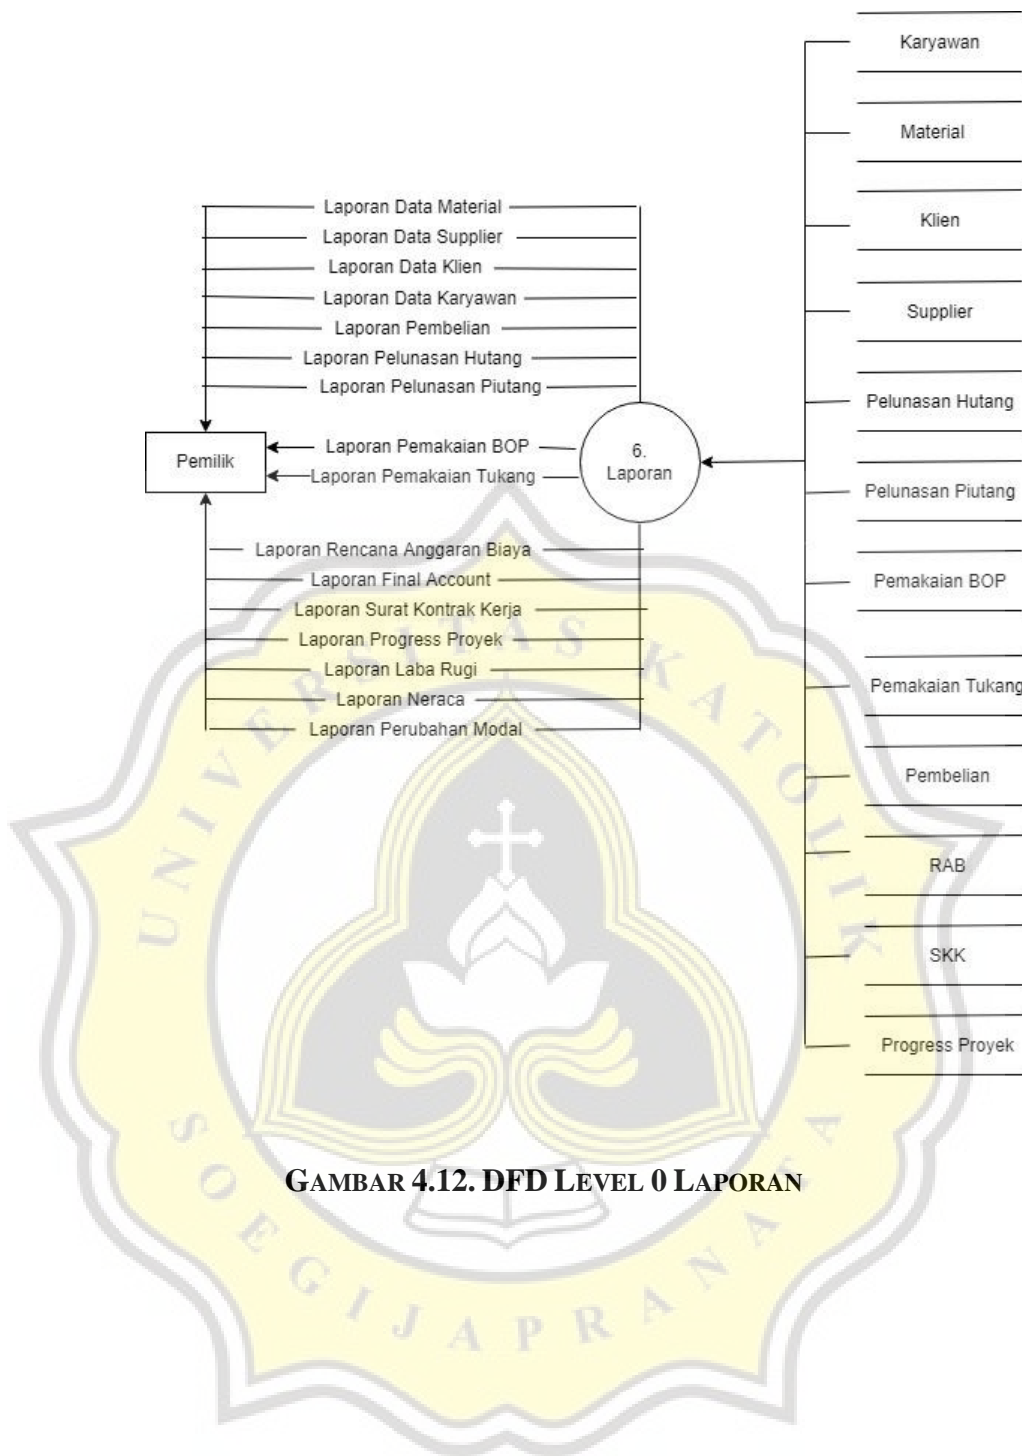 Karyawan
Material
Klien
Supplier
Pelunasan Hutang
Pelunasan Piutang
Pemakaian BOP
Pemakaian Tukang
Pembelian
RAB
SKK
Progress Proyek
Laporan Data Material
Laporan Data Supplier
Laporan Data Klien
Laporan Data Karyawan
Laporan Pembelian
Laporan Pelunasan Hutang
Laporan Pelunasan Piutang
Laporan Pemakaian BOP
Laporan Pemakaian Tukang
Pemilik
6.
Laporan
Laporan Rencana Anggaran Biaya
Laporan Final Account
Laporan Surat Kontrak Kerja
Laporan Progress Proyek
Laporan Laba Rugi
Laporan Neraca
Laporan Perubahan Modal
UNIVERSITAS KATOLIK
SOEGIJAPRANATA
GAMBAR 4.12. DFD LEVEL 0 LAPORAN